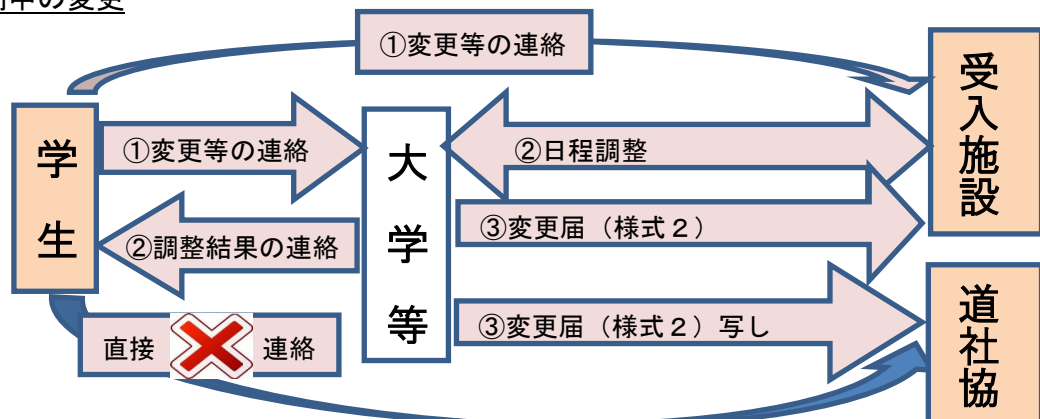 中の変更
①変更等の連絡
受入施設
学生
①変更等の連絡
大学等
②日程調整
③変更届（様式２）
②調整結果の連絡
③変更届（様式２）写し
道社協
直接 連絡